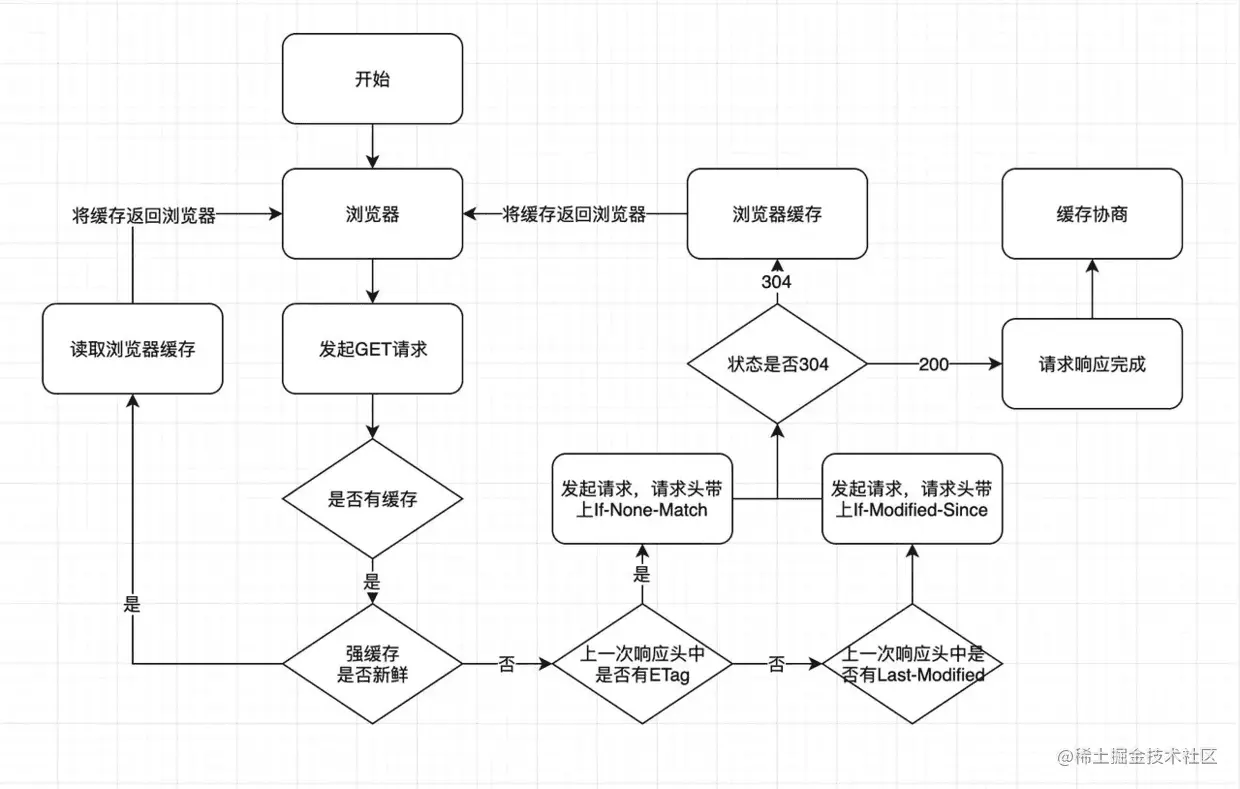 开始
将缓存返回浏览器
浏览器
将缓存返回浏览器
浏览器缓存
缓存协商
304
读取浏览器缓存
发起GET请求
状态是否304
200
请求响应完成
是否有缓存
发起请求，请求头带
上If-None-Match
发起请求，请求头带
上If-Modified-Since
是
是
是
强缓存
是否新鲜
否
上一次响应头中
是否有ETag
否
上一次响应头中是
否有Last-Modified
@稀土掘金技术社区